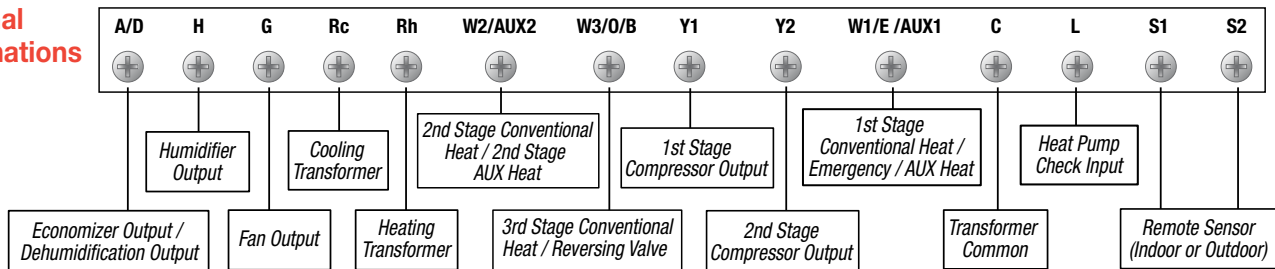 al
nations
A/D H G Rc Rh W2/AUX2 W3/O/B Y1 Y2 W1/E /AUX1 C L S1 S2
Humidifier
Output
Cooling
Transformer
2nd Stage Conventional
Heat / 2nd Stage
AUX Heat
1st Stage
Compressor Output
1st Stage
Conventional Heat /
Emergency / AUX Heat
Heat Pump
Check Input
Economizer Output /
Dehumidification Output
Fan Output
Heating
Transformer
3rd Stage Conventional
Heat / Reversing Valve
2nd Stage
Compressor Output
Transformer
Common
Remote Sensor
(Indoor or Outdoor)